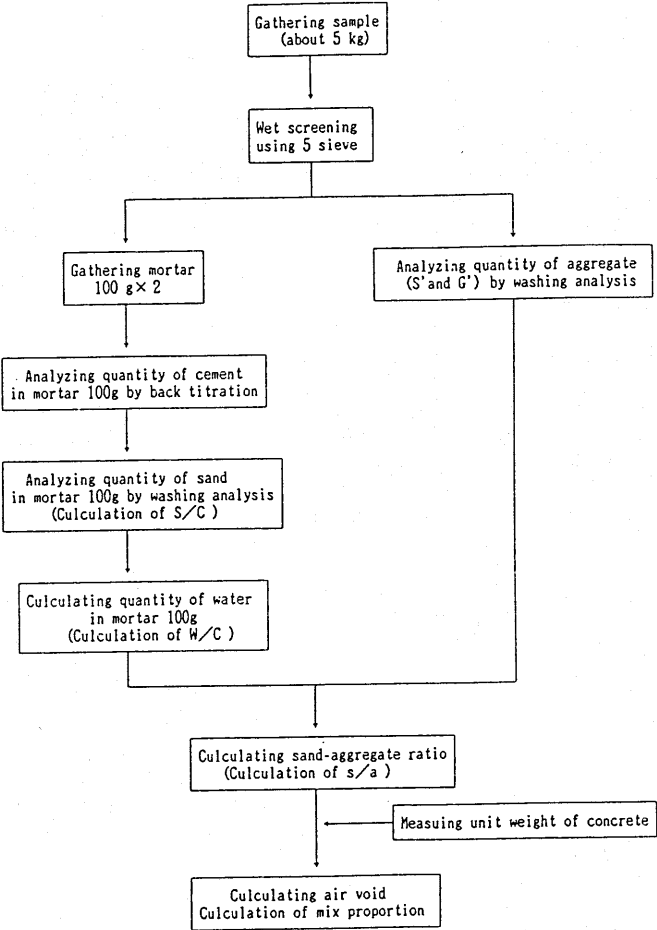 Gathering sample
(about 5 kg)
Wet screening
using 5 sieve
Gathering mortar
100 g× 2
Analyzing quantity of aggregate
(S'and G') by washing analysis
Analyzing quantity of cement
in mortar 100g by back titration
Analyzing quantity of sand
in mortar 100g by washing analysis
(Culculation of S/C )
Culculating quantity of water
in mortar 100g
(Culculation of W/C )
Culculating sand-aggregate ratio
(Culculation of s/a )
Measuing unit weight of concrete
Culculating air void
Culculation of mix proportion